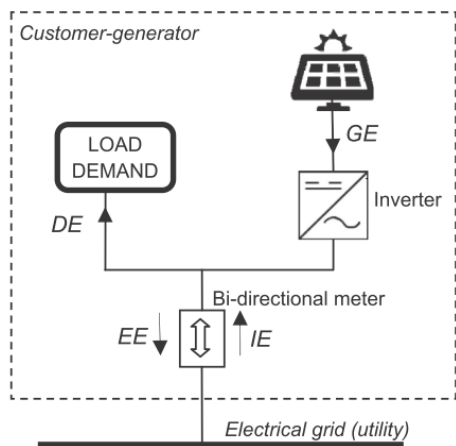 Customer-generator
GE
LOAD
DEMAND
Inverter
DE
Bi-directional meter
EE
IE
Electrical grid (utility)